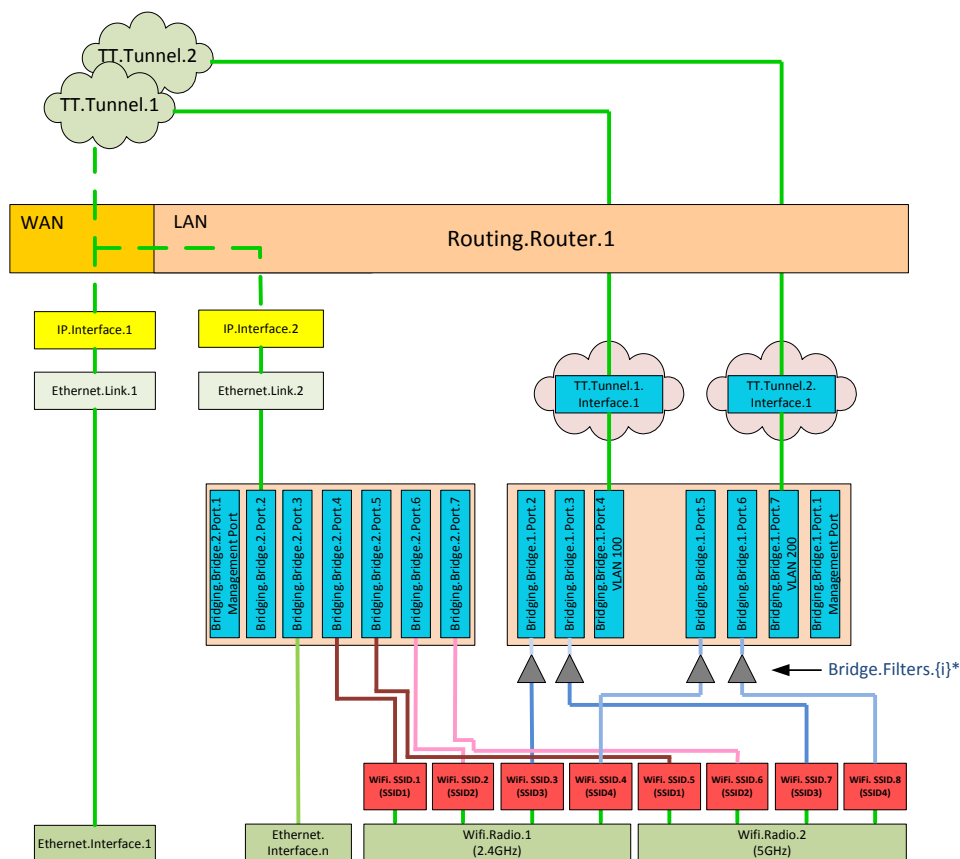 TT.Tunnel.2
TT.Tunnel.1
WAN
LAN
Routing.Router.1
IP.Interface.1
IP.Interface.2
Ethernet.Link.1
Ethernet.Link.2
TT.Tunnel.1.
Interface.1
TT.Tunnel.2.
Interface.1
Bridging.Bridge.2.Port.1
Management Port
Bridging.Bridge.2.Port.2
Bridging.Bridge.2.Port.3
Bridging.Bridge.2.Port.4
Bridging.Bridge.2.Port.5
Bridging.Bridge.2.Port.6
Bridging.Bridge.2.Port.7
Bridging.Bridge.1.Port.2
Bridging.Bridge.1.Port.3
Bridging.Bridge.1.Port.4
VLAN 100
Bridging.Bridge.1.Port.5
Bridging.Bridge.1.Port.6
Bridging.Bridge.1.Port.7
VLAN 200
Bridging.Bridge.1.Port.1
Management Port
Bridge.Filters.{i}*
WiFi. SSID.1
(SSID1)
WiFi. SSID.2
(SSID2)
WiFi. SSID.3
(SSID3)
WiFi. SSID.4
(SSID4)
WiFi. SSID.5
(SSID1)
WiFi. SSID.6
(SSID2)
WiFi. SSID.7
(SSID3)
WiFi. SSID.8
(SSID4)
Ethernet.Interface.1
Ethernet.
Interface.n
Wifi.Radio.1
(2.4GHz)
Wifi.Radio.2
(5GHz)